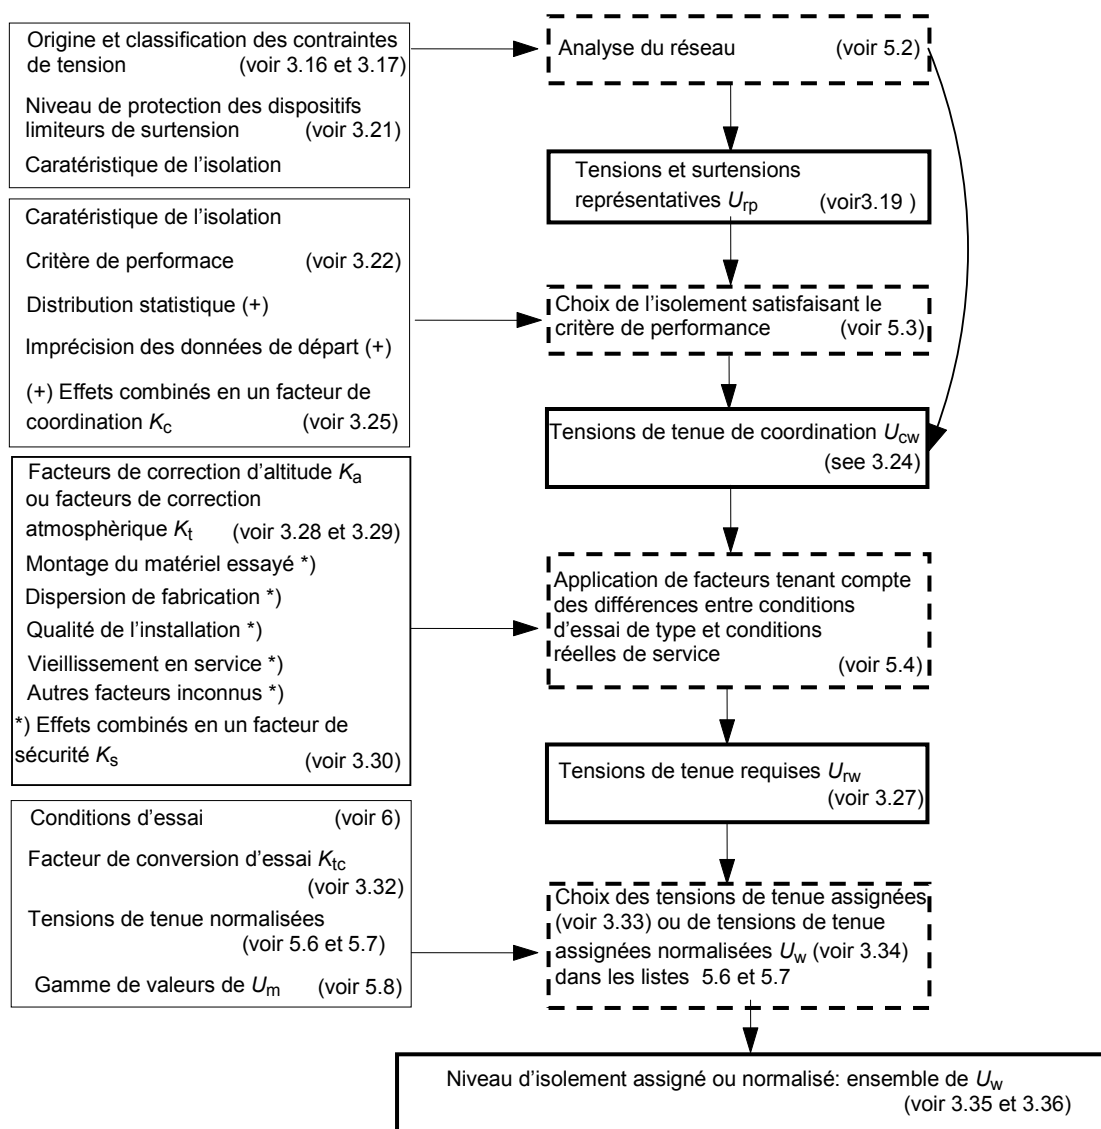 Origine et classification des contraintes
de tension (voir 3.16 et 3.17)
Niveau de protection des dispositifs
limiteurs de surtension (voir 3.21)
Caratéristique de l'isolation
Analyse du réseau (voir 5.2)
Tensions et surtensions
représentatives Urp (voir3.19 )
Caratéristique de l'isolation
Critère de performace (voir 3.22)
Distribution statistique (+)
Imprécision des données de départ (+)
(+) Effets combinés en un facteur de
coordination Kc (voir 3.25)
Choix de l'isolement satisfaisant le
critère de performance (voir 5.3)
Tensions de tenue de coordination Ucw
(see 3.24)
Facteurs de correction d'altitude Ka
ou facteurs de correction
atmosphèrique Kt (voir 3.28 et 3.29)
Montage du matériel essayé *)
Dispersion de fabrication *)
Qualité de l'installation *)
Vieillissement en service *)
Autres facteurs inconnus *)
*) Effets combinés en un facteur de
sécurité Ks (voir 3.30)
Application de facteurs tenant compte
des différences entre conditions
d'essai de type et conditions
réelles de service
(voir 5.4)
Tensions de tenue requises Urw
(voir 3.27)
Conditions d'essai (voir 6)
Facteur de conversion d'essai Ktc
(voir 3.32)
Tensions de tenue normalisées
(voir 5.6 et 5.7)
Gamme de valeurs de Um (voir 5.8)
Choix des tensions de tenue assignées
(voir 3.33) ou de tensions de tenue
assignées normalisées Uw (voir 3.34)
dans les listes 5.6 et 5.7
Niveau d'isolement assigné ou normalisé: ensemble de Uw
(voir 3.35 et 3.36)